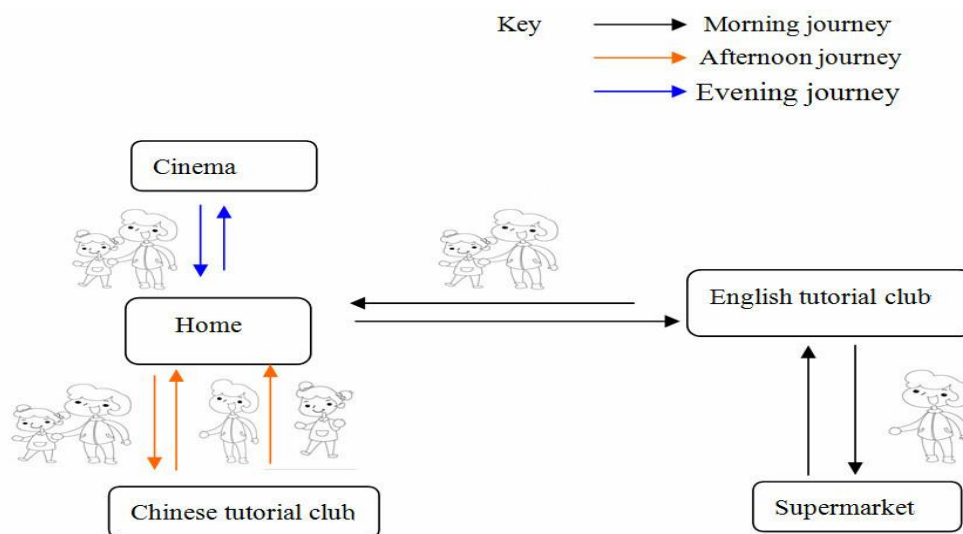 Key
Morning journey
Afternoon journey
Evening journey
Cinema
Home
English tutorial club
Chinese tutorial club
Supermarket